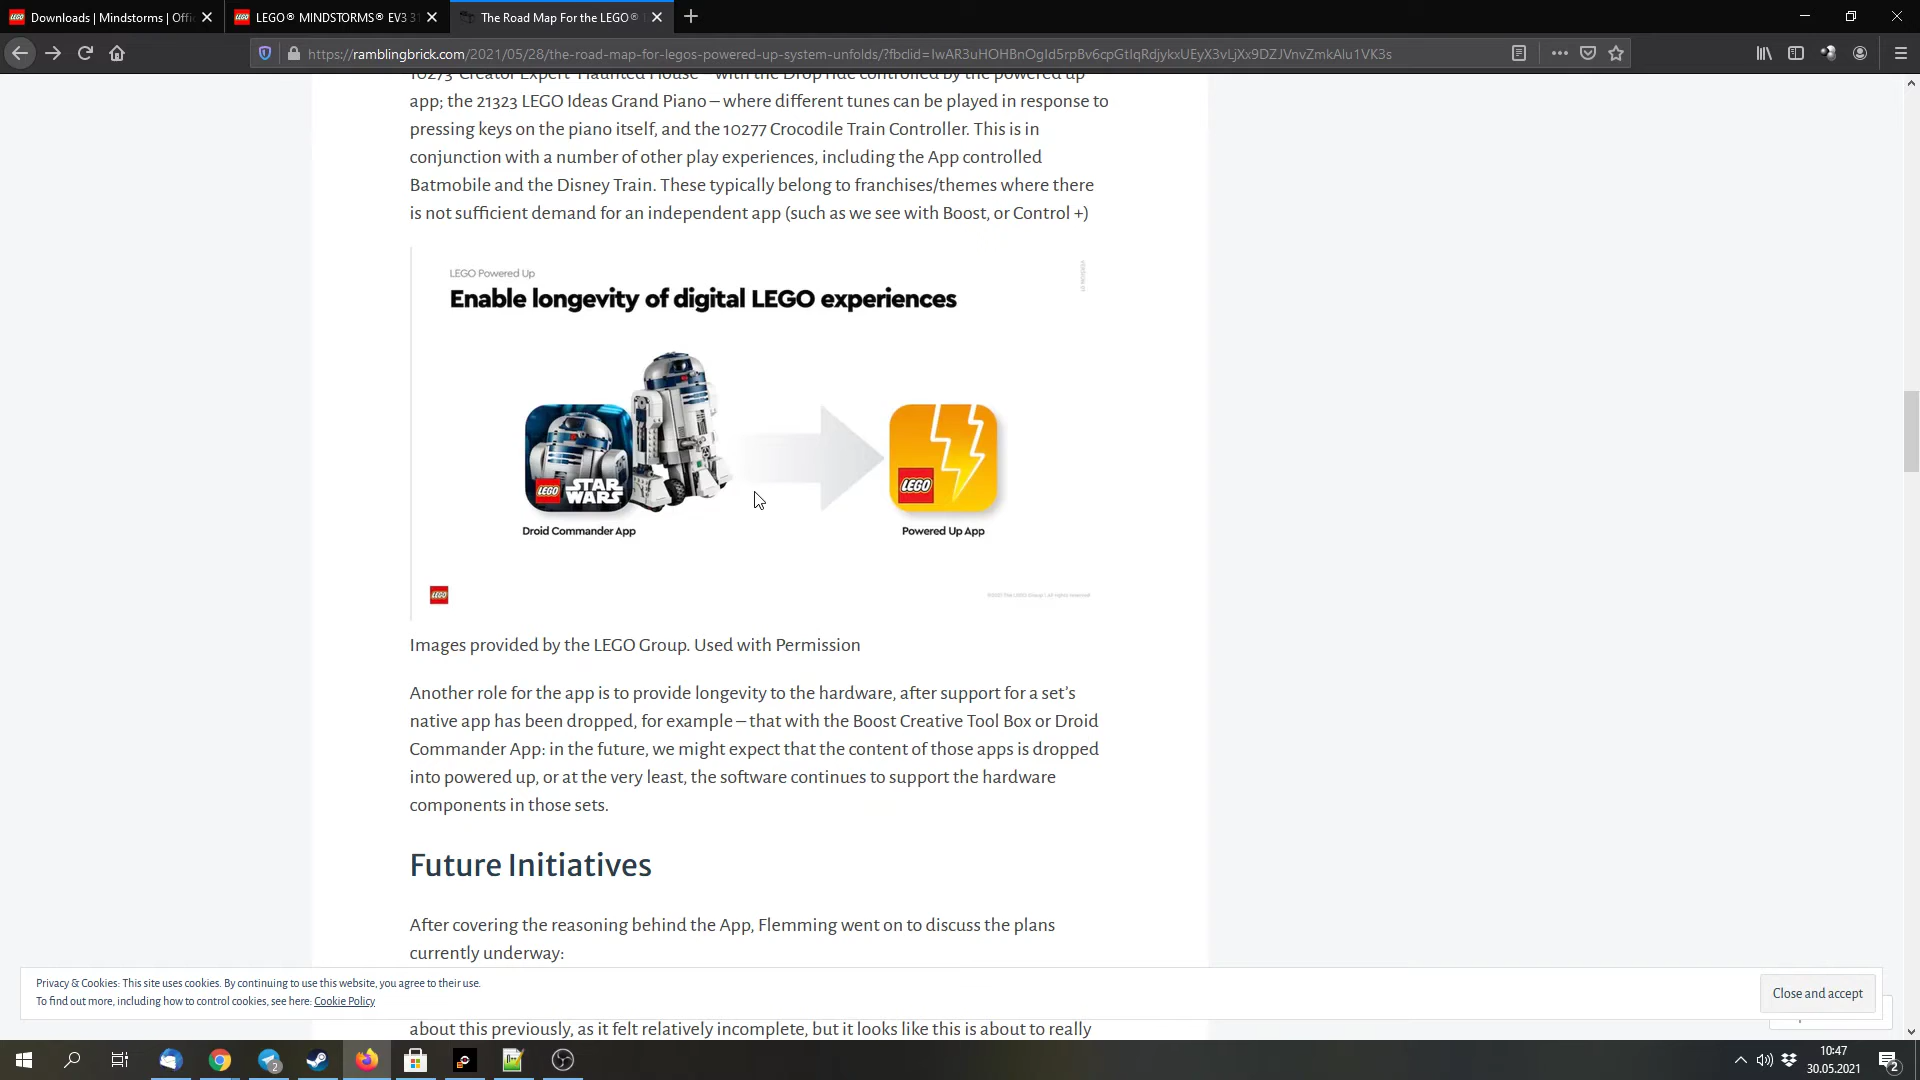 Downloads | Mindstorms | Offi
LEGO® MINDSTORMS® EV3 31
The Road Map For the LEGO®
https://ramblingbrick.com/2021/05/28/the-road-map-for-legos-powered-up-system-unfolds/?fbclid=IwAR3uHOHBnOgId5rpBv6cpGtIqRdjykxUEyX3vLjXx9DZJVnvZmkAlu1VK3s
10273 Creator Expert Haunted House – with the Drop ride controlled by the powered up
app; the 21323 LEGO Ideas Grand Piano – where different tunes can be played in response to
pressing keys on the piano itself, and the 10277 Crocodile Train Controller. This is in
conjunction with a number of other play experiences, including the App controlled
Batmobile and the Disney Train. These typically belong to franchises/themes where there
is not sufficient demand for an independent app (such as we see with Boost, or Control +)
LEGO Powered Up
Enable longevity of digital LEGO experiences
LEGO STAR WARS
LEGO
Droid Commander App
Powered Up App
LEGO
Images provided by the LEGO Group. Used with Permission
Another role for the app is to provide longevity to the hardware, after support for a set's
native app has been dropped, for example – that with the Boost Creative Tool Box or Droid
Commander App: in the future, we might expect that the content of those apps is dropped
into powered up, or at the very least, the software continues to support the hardware
components in those sets.
Future Initiatives
After covering the reasoning behind the App, Flemming went on to discuss the plans
currently underway:
Privacy & Cookies: This site uses cookies. By continuing to use this website, you agree to their use.
To find out more, including how to control cookies, see here: Cookie Policy
Close and accept
about this previously, as it felt relatively incomplete, but it looks like this is about to really
2
10:47
30.05.2021
2